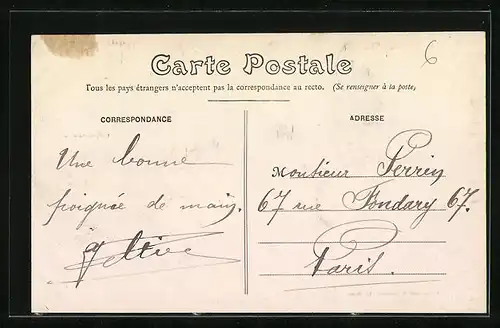 6
Carte Postale
Tous les pays étrangers n'acceptent pas la correspondance au recto. (Se renseigner à la poste)
CORRESPONDANCE
Une bonne
poignée de main.
ADRESSE
Monsieur Perrin
67 rue Fondary 67.
Paris.